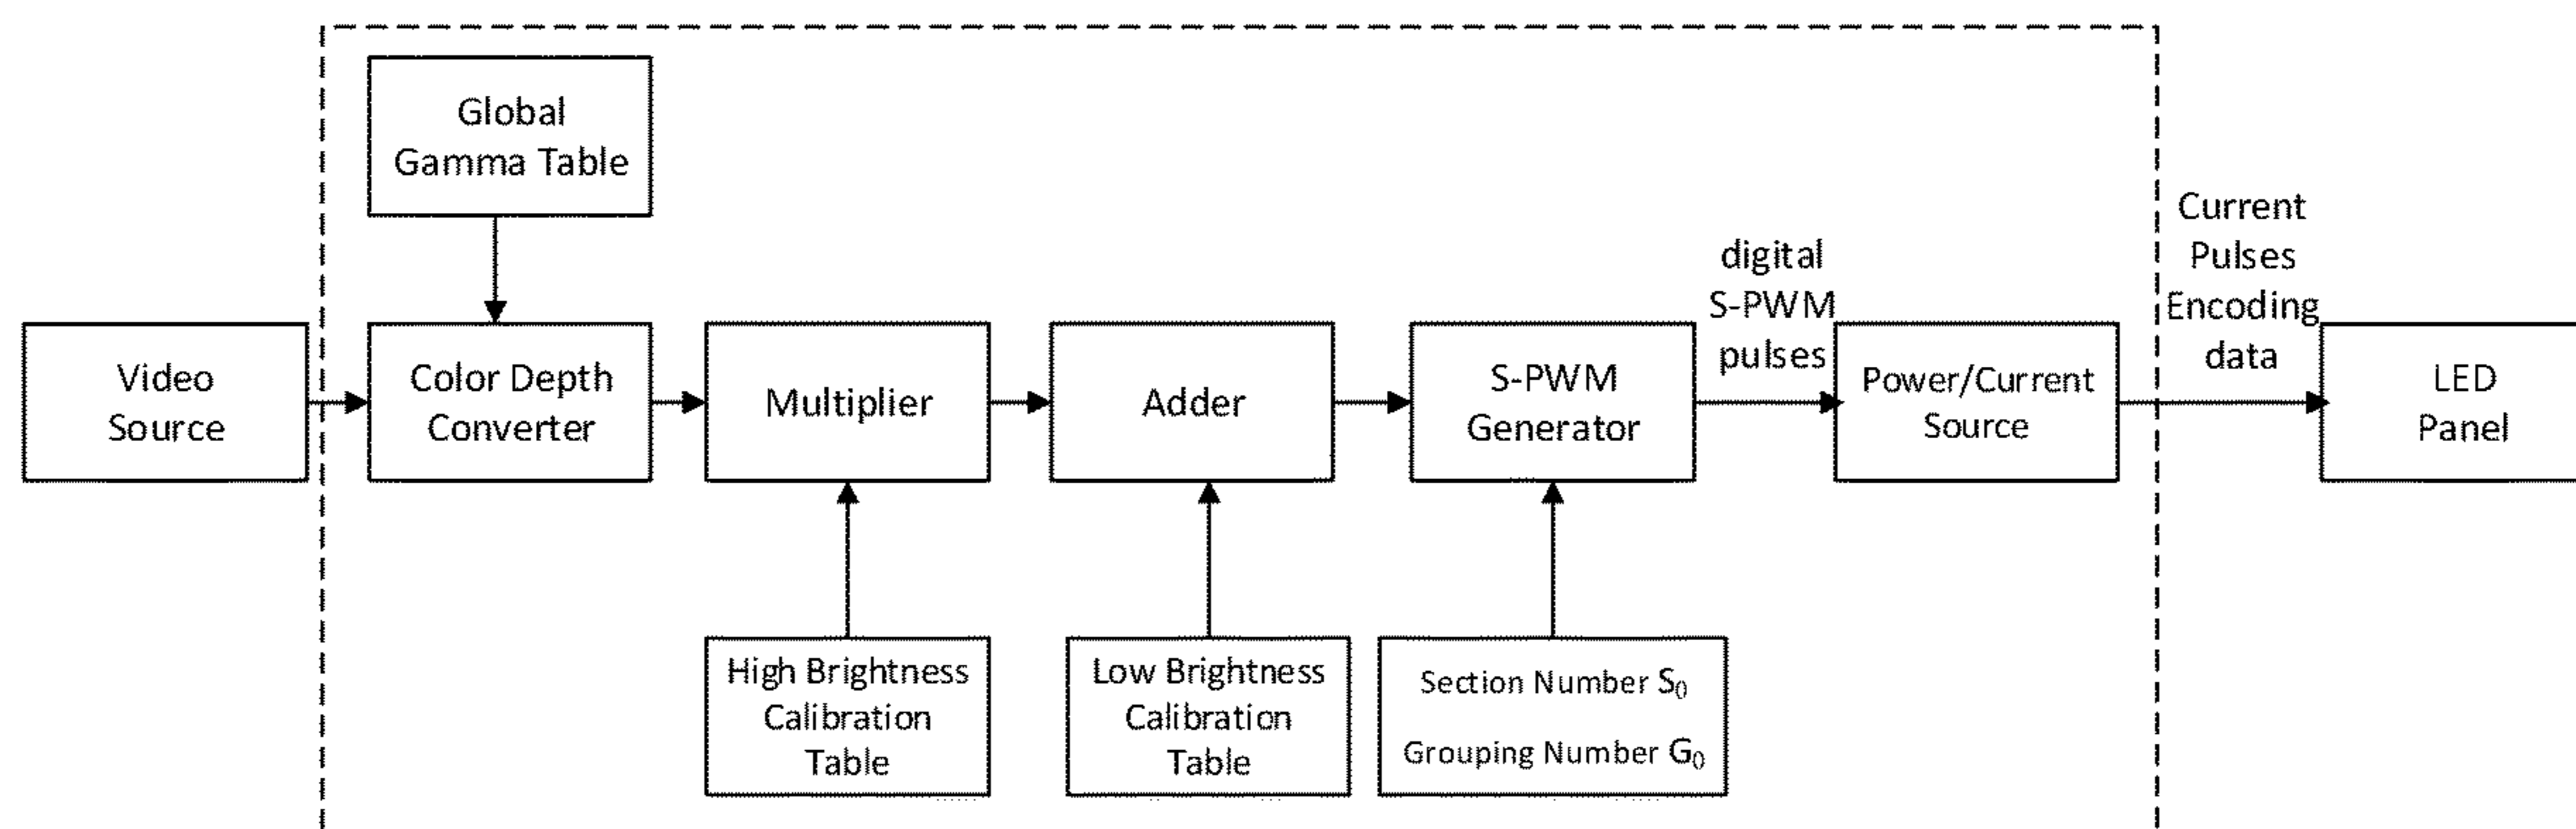 Global
Gamma Table
Video
Source
Color Depth
Converter
Multiplier
Adder
S-PWM
Generator
digital
S-PWM
pulses
Power/Current
Source
Current
Pulses
Encoding
data
LED
Panel
High Brightness
Calibration
Table
Low Brightness
Calibration
Table
Section Number S₀
Grouping Number G₀